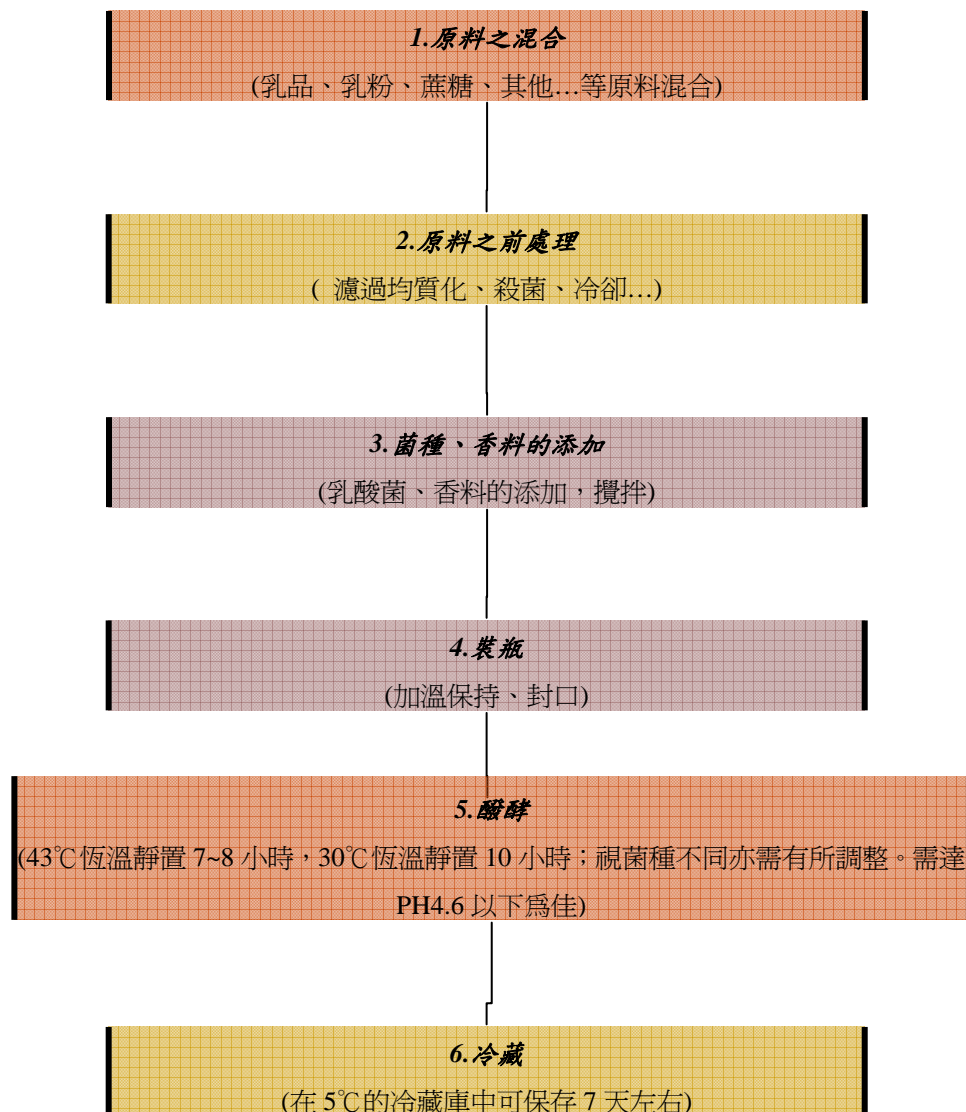 1.原料之混合
(乳品、乳粉、蔗糖、其他…等原料混合)
2.原料之前處理
( 濾過均質化、殺菌、冷卻…)
3.菌種、香料的添加
(乳酸菌、香料的添加，攪拌)
4.裝瓶
(加溫保持、封口)
5.醱酵
(43℃恆溫靜置 7~8 小時，30℃恆溫靜置 10 小時；視菌種不同亦需有所調整。需達
PH4.6 以下爲佳)
6.冷藏
(在 5℃的冷藏庫中可保存 7 天左右)